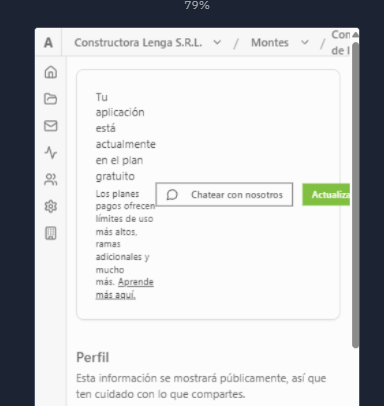 79%
A Constructora Lenga S.R.L. / Montes / Con
de l
Tu
aplicación
está
actualmente
en el plan
gratuito
Los planes
pagos ofrecen
límites de uso
más altos,
ramas
adicionales y
mucho
más. Aprende
más aquí.
Chatear con nosotros
Actualiza
Perfil
Esta información se mostrará públicamente, así que
ten cuidado con lo que compartes.